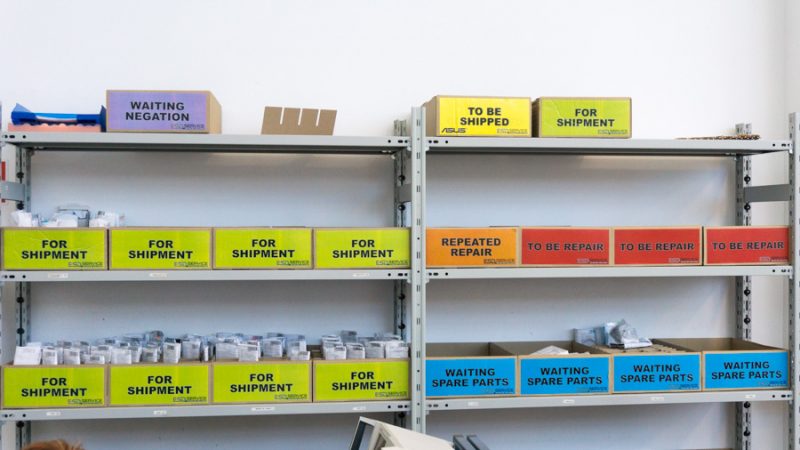 WAITING
NEGATION
TO BE
SHIPPED
ASUS
FOR
SHIPMENT
FOR
SHIPMENT
FOR
SHIPMENT
FOR
SHIPMENT
FOR
SHIPMENT
REPEATED
REPAIR
TO BE REPAIR
TO BE REPAIR
TO BE REPAIR
FOR
SHIPMENT
FOR
SHIPMENT
FOR
SHIPMENT
FOR
SHIPMENT
WAITING
SPARE PARTS
WAITING
SPARE PARTS
WAITING
SPARE PARTS
WAITING
SPARE PARTS